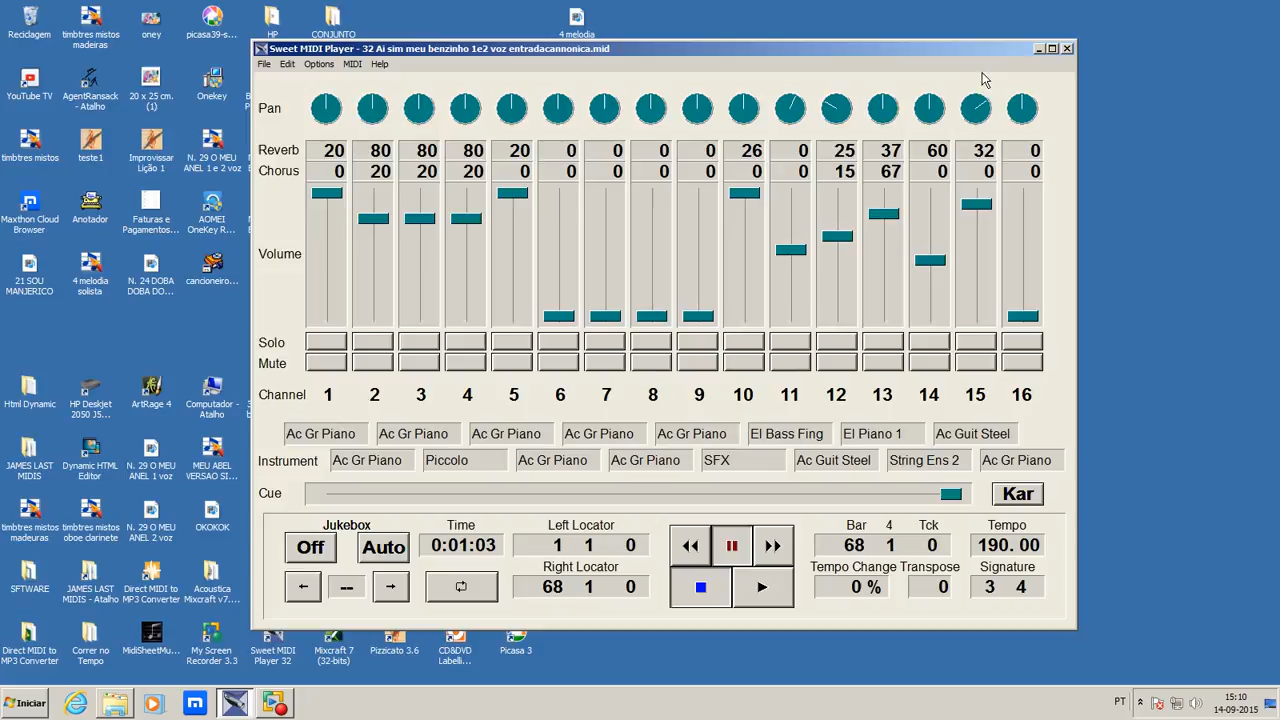 Reciclagem
timbtres mistos
madeiras
oney
picasa39-s...
HP
CONJUNTO
4 melodia
Sweet MIDI Player - 32 Ai sim meu benzinho 1e2 voz entradacannonica.mid
File Edit Options MIDI Help
YouTube TV
AgentRansack
- Atalho
20 x 25 cm.
(1)
Onekey
timbtres mistos
teste1
Improvissar
Lição 1
N. 29 O MEU
ANEL 1 e 2 voz
Maxthon Cloud
Browser
Anotador
Faturas e
Pagamentos...
AOMEI
OneKey R...
21 SOU
MANJERICO
4 melodia
solista
N. 24 DOBA
DOBA DO...
cancioneiro...
Html Dynamic
HP Deskjet
2050 J5...
ArtRage 4
Computador -
Atalho
JAMES LAST
MIDIS
Dynamic HTML
Editor
N. 29 O MEU
ANEL 1 voz
MEU ABEL
VERSAO SI...
timbtres mistos
madeuras
timbtres mistos
oboe clarinete
N. 29 O MEU
ANEL 2 voz
OKOKOK
SFTWARE
JAMES LAST
MIDIS - Atalho
Direct MIDI to
MP3 Converter
Acoustica
Mixcraft v7....
Direct MIDI to
MP3 Converter
Correr no
Tempo
MidiSheetMu...
My Screen
Recorder 3.3
Sweet MIDI
Player 32
Mixcraft 7
(32-bits)
Pizzicato 3.6
CD&DVD
Labelli...
Picasa 3
Pan
Reverb 20 80 80 80 20 0 0 0 0 26 0 25 37 60 32 0
Chorus 0 20 20 20 0 0 0 0 0 0 0 15 67 0 0 0
Volume
Solo
Mute
Channel 1 2 3 4 5 6 7 8 9 10 11 12 13 14 15 16
Ac Gr Piano Ac Gr Piano Ac Gr Piano Ac Gr Piano Ac Gr Piano El Bass Fing El Piano 1 Ac Guit Steel
Instrument Ac Gr Piano Piccolo Ac Gr Piano Ac Gr Piano SFX Ac Guit Steel String Ens 2 Ac Gr Piano
Cue Kar
Jukebox Time Left Locator Bar 4 Tck Tempo
Off Auto 0:01:03 1 1 0 68 1 0 190. 00
Right Locator Tempo Change Transpose Signature
-- 68 1 0 0 % 0 3 4
Iniciar
PT
15:10
14-09-2015